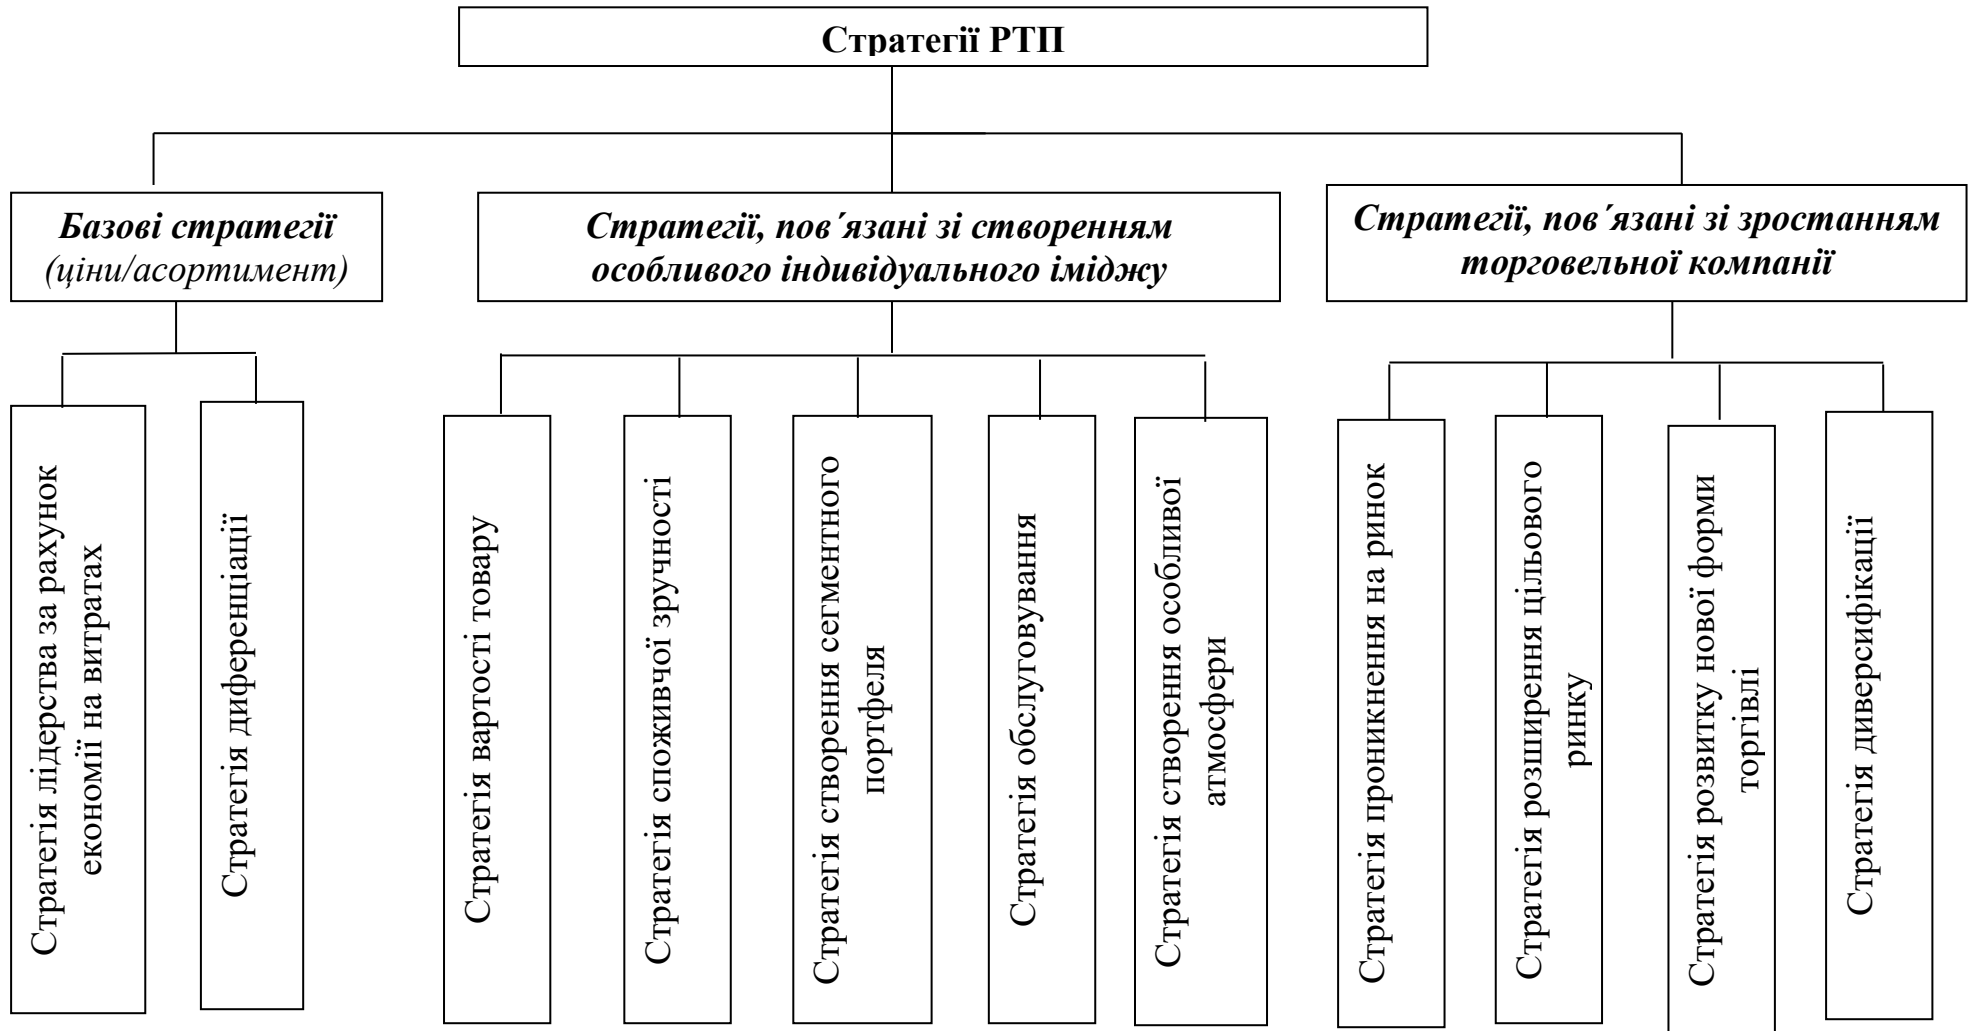 Стратегії РТП
Базові стратегії
(ціни/асортимент)
Стратегії, пов´язані зі створенням
особливого індивідуального іміджу
Стратегії, пов´язані зі зростанням
торговельної компанії
Стратегія лідерства за рахунок
економії на витратах
Стратегія диференціації
Стратегія вартості товару
Стратегія споживчої зручності
Стратегія створення сегментного
портфеля
Стратегія обслуговування
Стратегія створення особливої
атмосфери
Стратегія проникнення на ринок
Стратегія розширення цільового
ринку
Стратегія розвитку нової форми
торгівлі
Стратегія диверсифікації